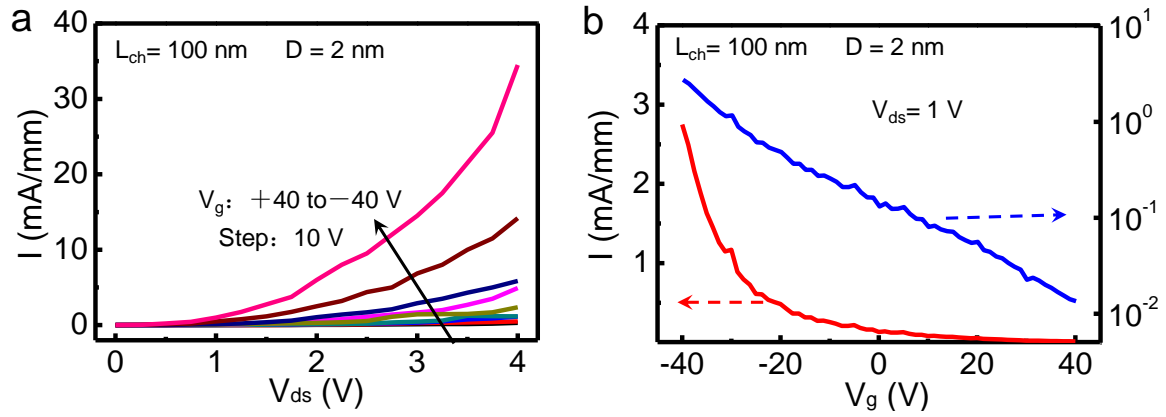 a
L_ch= 100 nm D = 2 nm
40
30
20
10
0
I (mA/mm)
V_g: +40 to−40 V
Step: 10 V
0 1 2 3 4
V_ds (V)
b
L_ch= 100 nm D = 2 nm
V_ds= 1 V
4
3
2
1
I (mA/mm)
10^1
10^0
10^-1
10^-2
-40 -20 0 20 40
V_g (V)